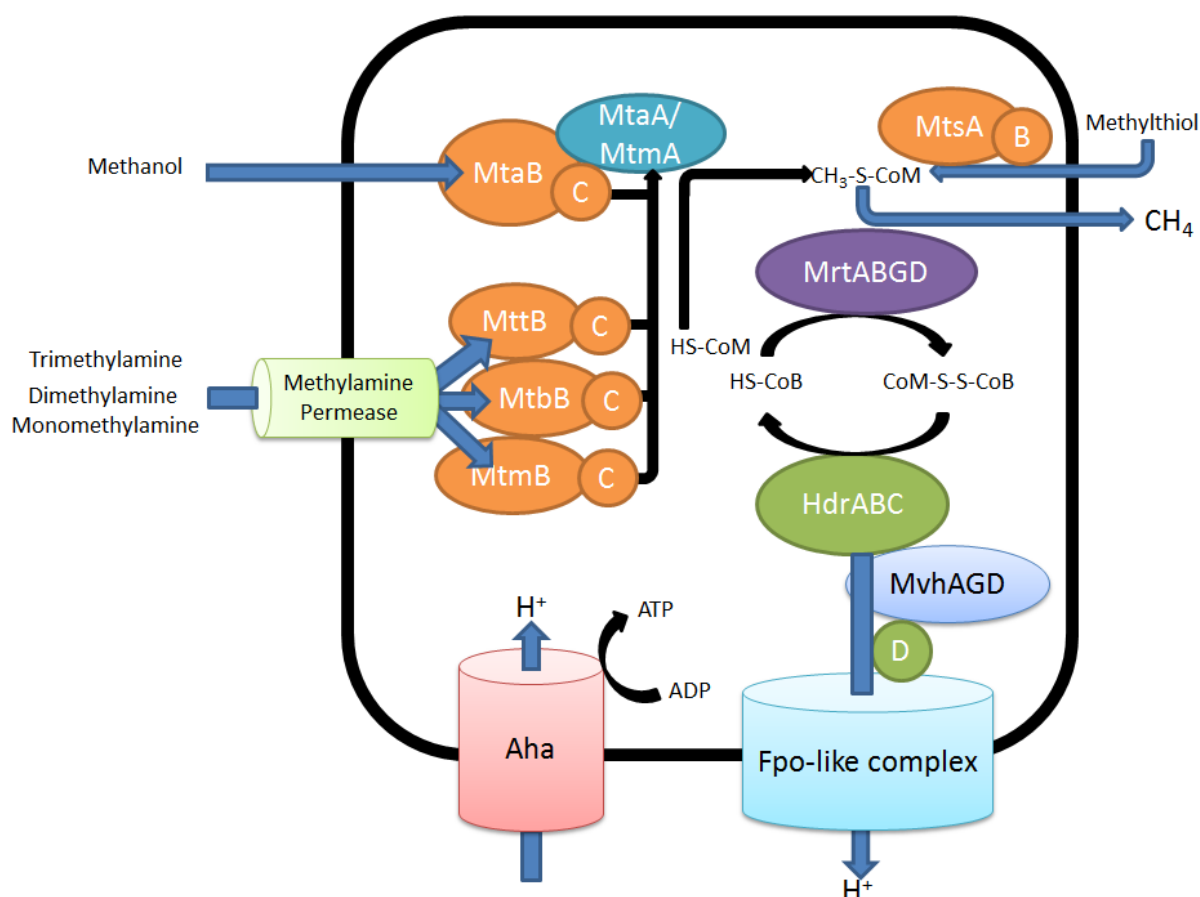 MtaA/
MtmA
Methanol
MtaB
C
MtsA
B
Methylthiol
CH₃-S-CoM
CH₄
MrtABGD
MttB
C
HS-CoM
HS-CoB
CoM-S-S-CoB
Trimethylamine
Dimethylamine
Monomethylamine
Methylamine
Permease
MtbB
C
MtmB
C
HdrABC
MvhAGD
D
H⁺
ATP
ADP
Aha
Fpo-like complex
H⁺